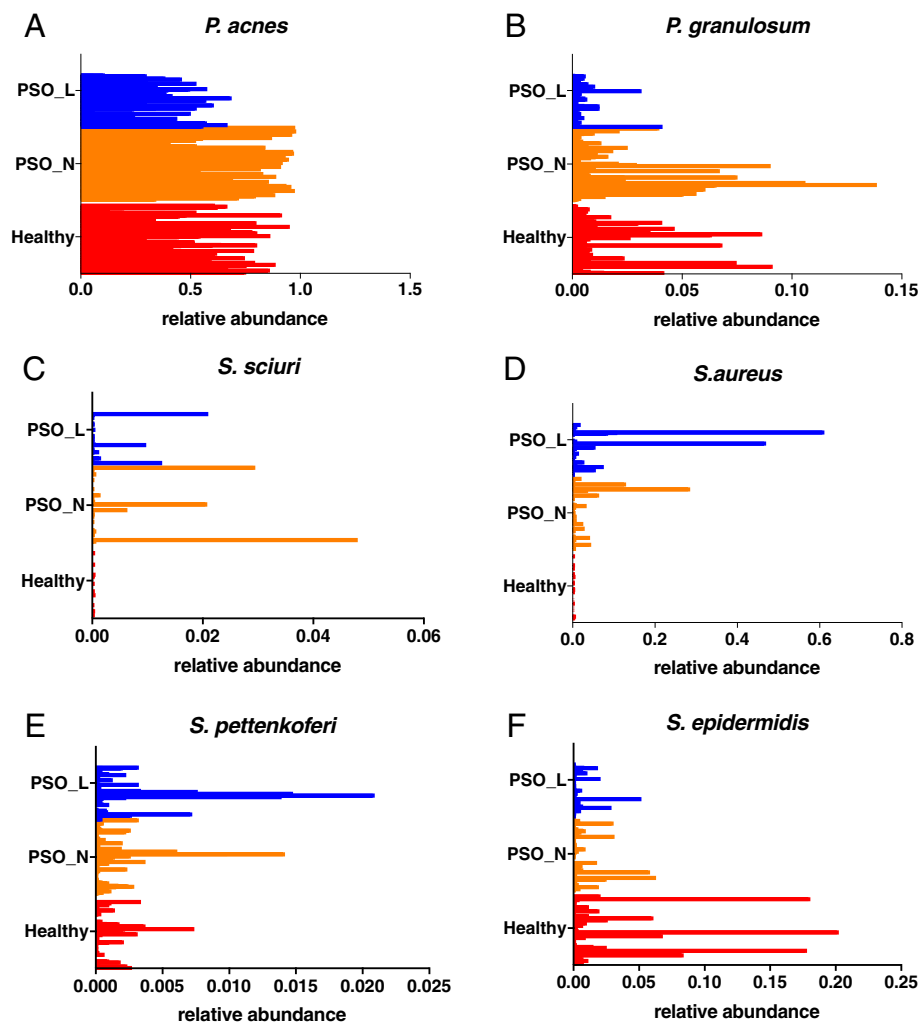 A
P. acnes
PSO_L
PSO_N
Healthy
0.0 0.5 1.0 1.5
relative abundance
B
P. granulosum
PSO_L
PSO_N
Healthy
0.00 0.05 0.10 0.15
relative abundance
C
S. sciuri
PSO_L
PSO_N
Healthy
0.00 0.02 0.04 0.06
relative abundance
D
S.aureus
PSO_L
PSO_N
Healthy
0.0 0.2 0.4 0.6 0.8
relative abundance
E
S. pettenkoferi
PSO_L
PSO_N
Healthy
0.000 0.005 0.010 0.015 0.020 0.025
relative abundance
F
S. epidermidis
PSO_L
PSO_N
Healthy
0.00 0.05 0.10 0.15 0.20 0.25
relative abundance